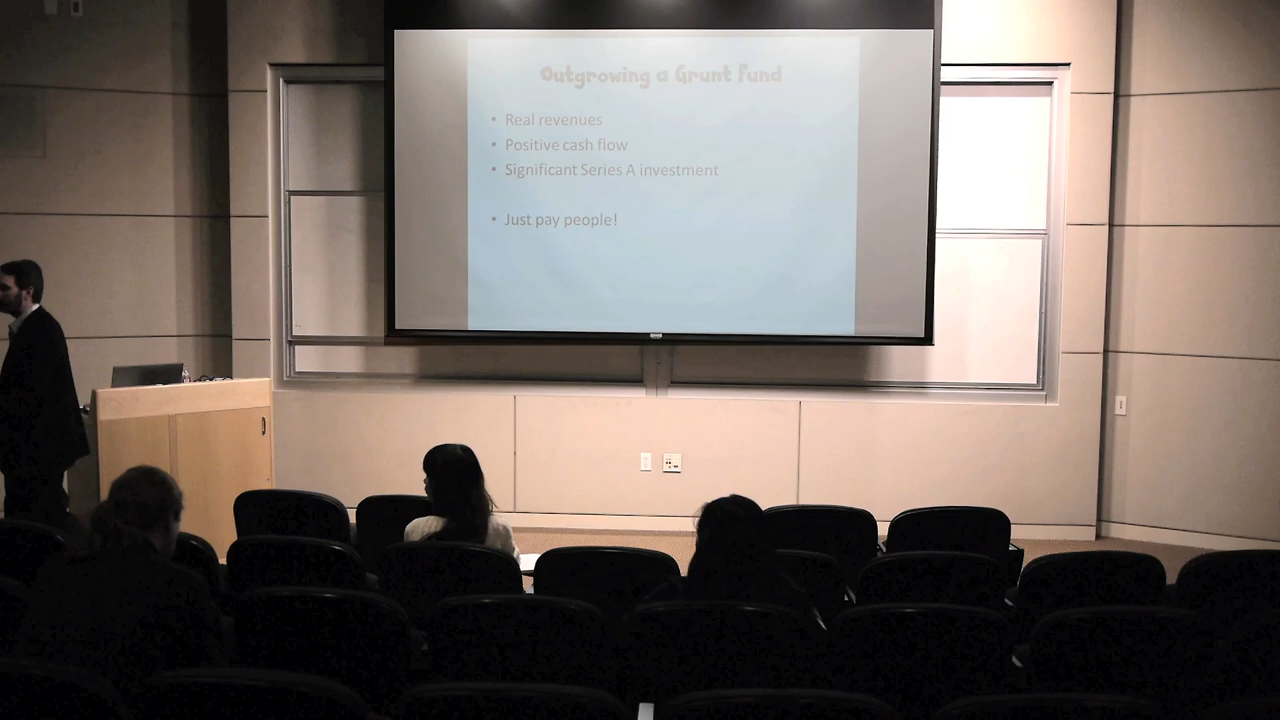 Outgrowing a Grunt Fund
• Real revenues
• Positive cash flow
• Significant Series A investment
• Just pay people!